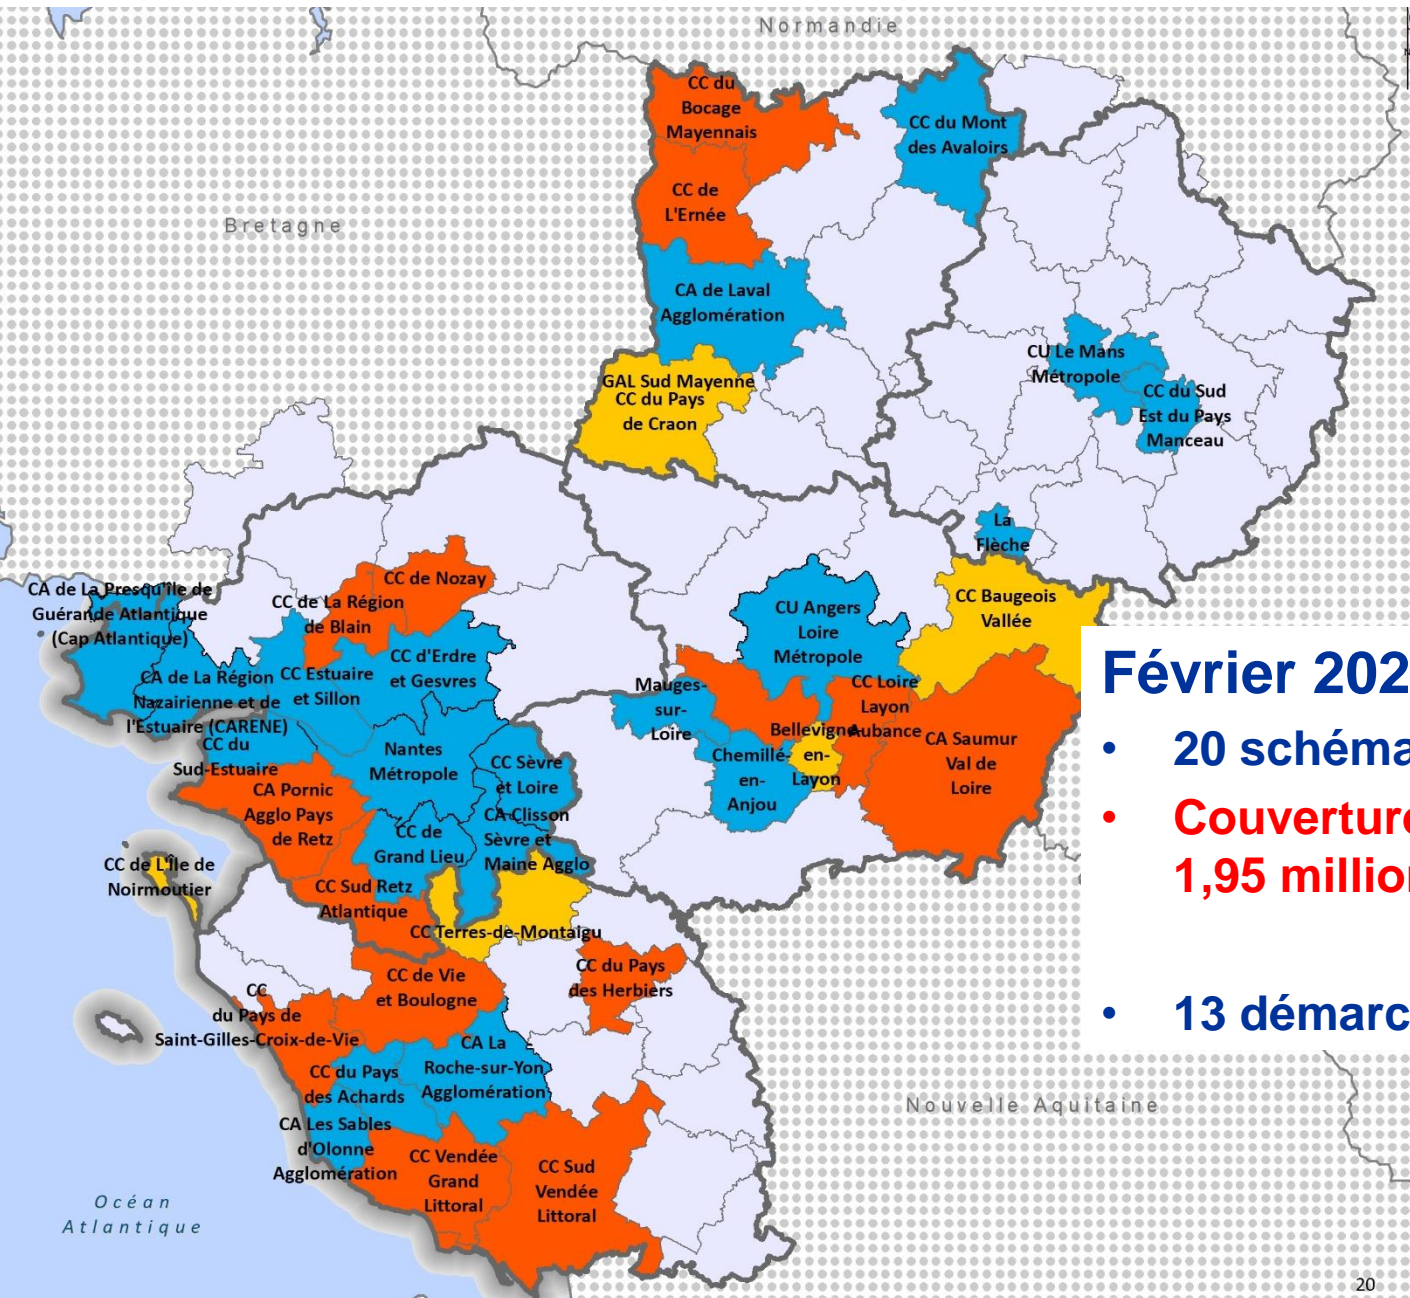 Normandie
CC du
Bocage
Mayennais
CC du Mont
des Avaloirs
CC de
L'Ernée
Bretagne
CA de Laval
Agglomération
CU Le Mans
Métropole
GAL Sud Mayenne
CC du Pays
de Craon
CC du Sud
Est du Pays
Manceau
La
Flèche
CC de Nozay
CA de La Presqu'île de
Guérande Atlantique
(Cap Atlantique)
CC de La Région
de Blain
CC Baugeois
Vallée
CU Angers
Loire
Métropole
CC d'Erdre
et Gesvres
CA de La Région
Nazairienne et de
l'Estuaire (CARENE)
CC Estuaire
et Sillon
Mauges-
sur-
Loire
CC Loire
Layon
Aubance
Bellevigne-
en-
Layon
CA Saumur
Val de
Loire
Chemillé-
en-
Anjou
CC du
Sud-Estuaire
Nantes
Métropole
CC Sèvre
et Loire
CA Pornic
Agglo Pays
de Retz
CA Clisson
Sèvre et
Maine Agglo
CC de
Grand Lieu
CC de L'Île de
Noirmoutier
CC Sud Retz
Atlantique
CC Terres-de-Montaigu
CC de Vie
et Boulogne
CC du Pays
des Herbiers
CC
du Pays de
Saint-Gilles-Croix-de-Vie
CA La
Roche-sur-Yon
Agglomération
CC du Pays
des Achards
CA Les Sables
d'Olonne
Agglomération
CC Vendée
Grand
Littoral
CC Sud
Vendée
Littoral
Nouvelle Aquitaine
Océan
Atlantique
Février 202
• 20 schéma
• Couverture
1,95 million
• 13 démarc
20